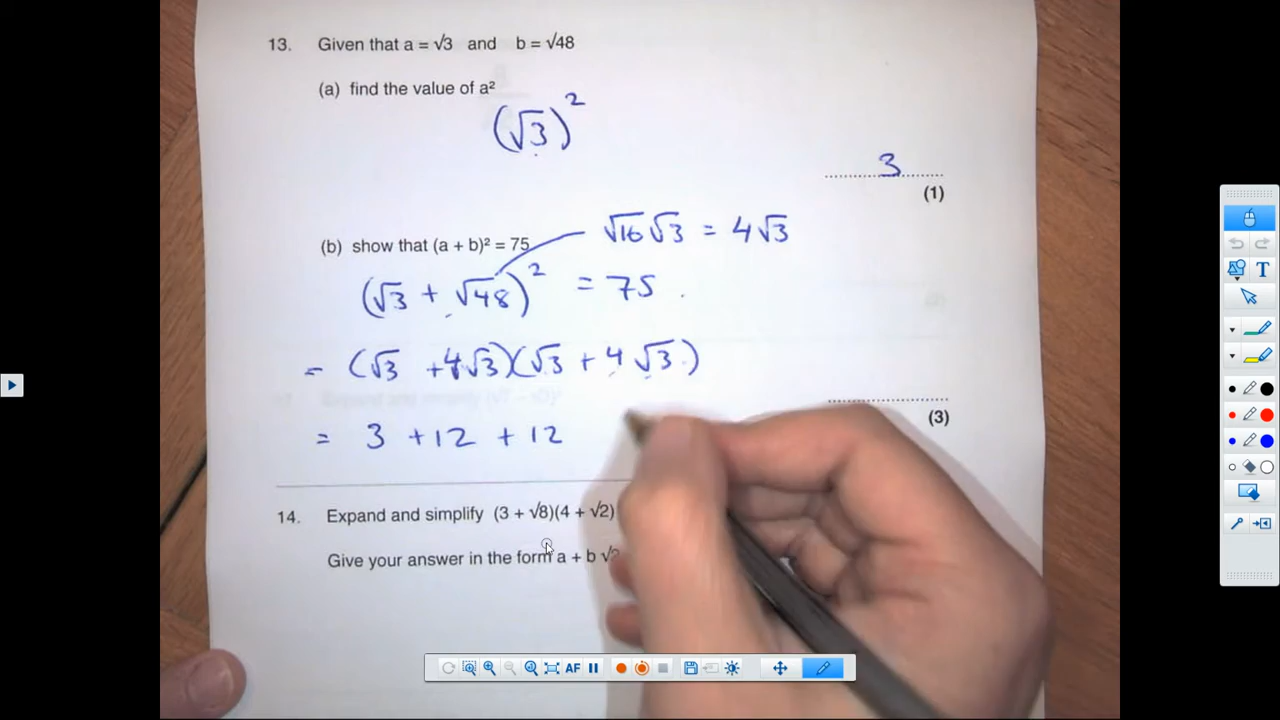 13. Given that a = √3 and b = √48
(a) find the value of a²
(√3)²
3
(1)
(b) show that (a + b)² = 75
√16√3 = 4√3
(√3 + √48)² = 75
= (√3 + 4√3)(√3 + 4√3)
(3)
= 3 + 12 + 12
14. Expand and simplify (3 + √8)(4 + √2)
Give your answer in the form a + b √
T
AF